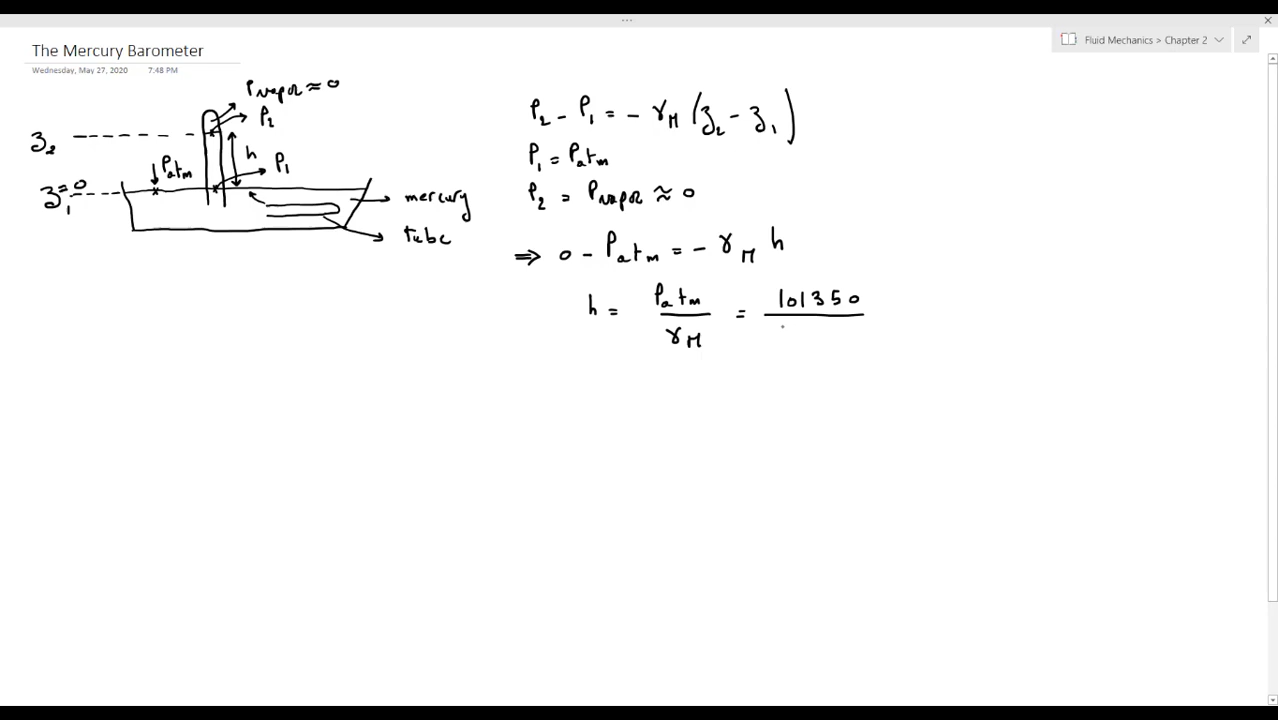 Fluid Mechanics > Chapter 2
The Mercury Barometer
Wednesday, May 27, 2020 7:48 PM
Pvapor ≈ 0
P₂
z₂
h
Patm
P₁
z₁ = 0
mercury
tube
P₂ - P₁ = - γM (z₂ - z₁)
P₁ = Patm
P₂ = Pvapor ≈ 0
⇒ 0 - Patm = - γM h
h = Patm / γM = 101350